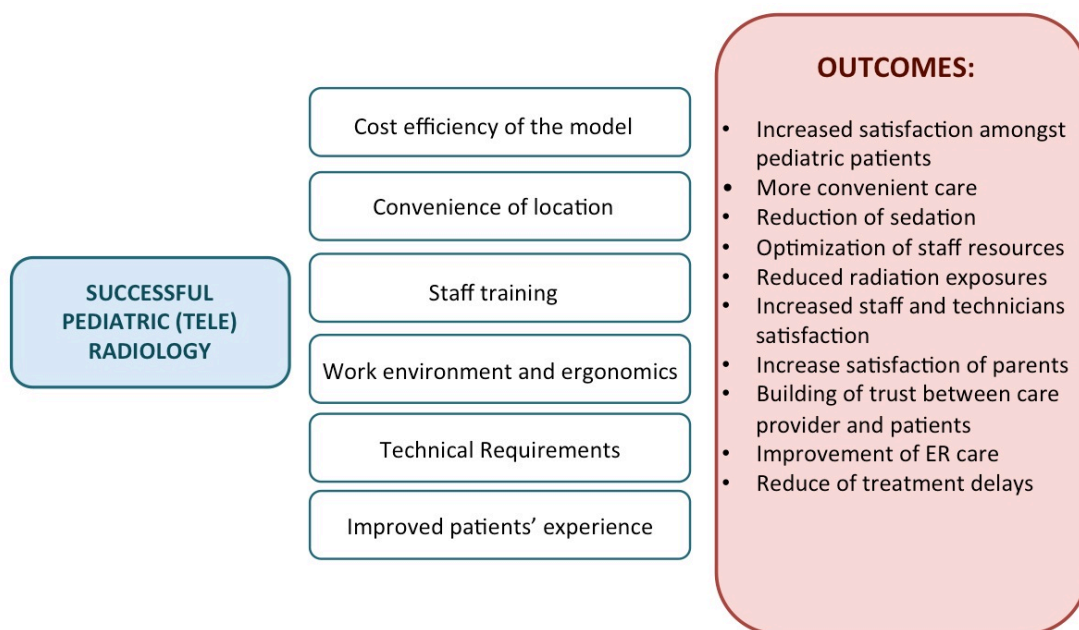 SUCCESSFUL
PEDIATRIC (TELE)
RADIOLOGY
Cost efficiency of the model
Convenience of location
Staff training
Work environment and ergonomics
Technical Requirements
Improved patients’ experience
OUTCOMES:
• Increased satisfaction amongst
pediatric patients
• More convenient care
• Reduction of sedation
• Optimization of staff resources
• Reduced radiation exposures
• Increased staff and technicians
satisfaction
• Increase satisfaction of parents
• Building of trust between care
provider and patients
• Improvement of ER care
• Reduce of treatment delays